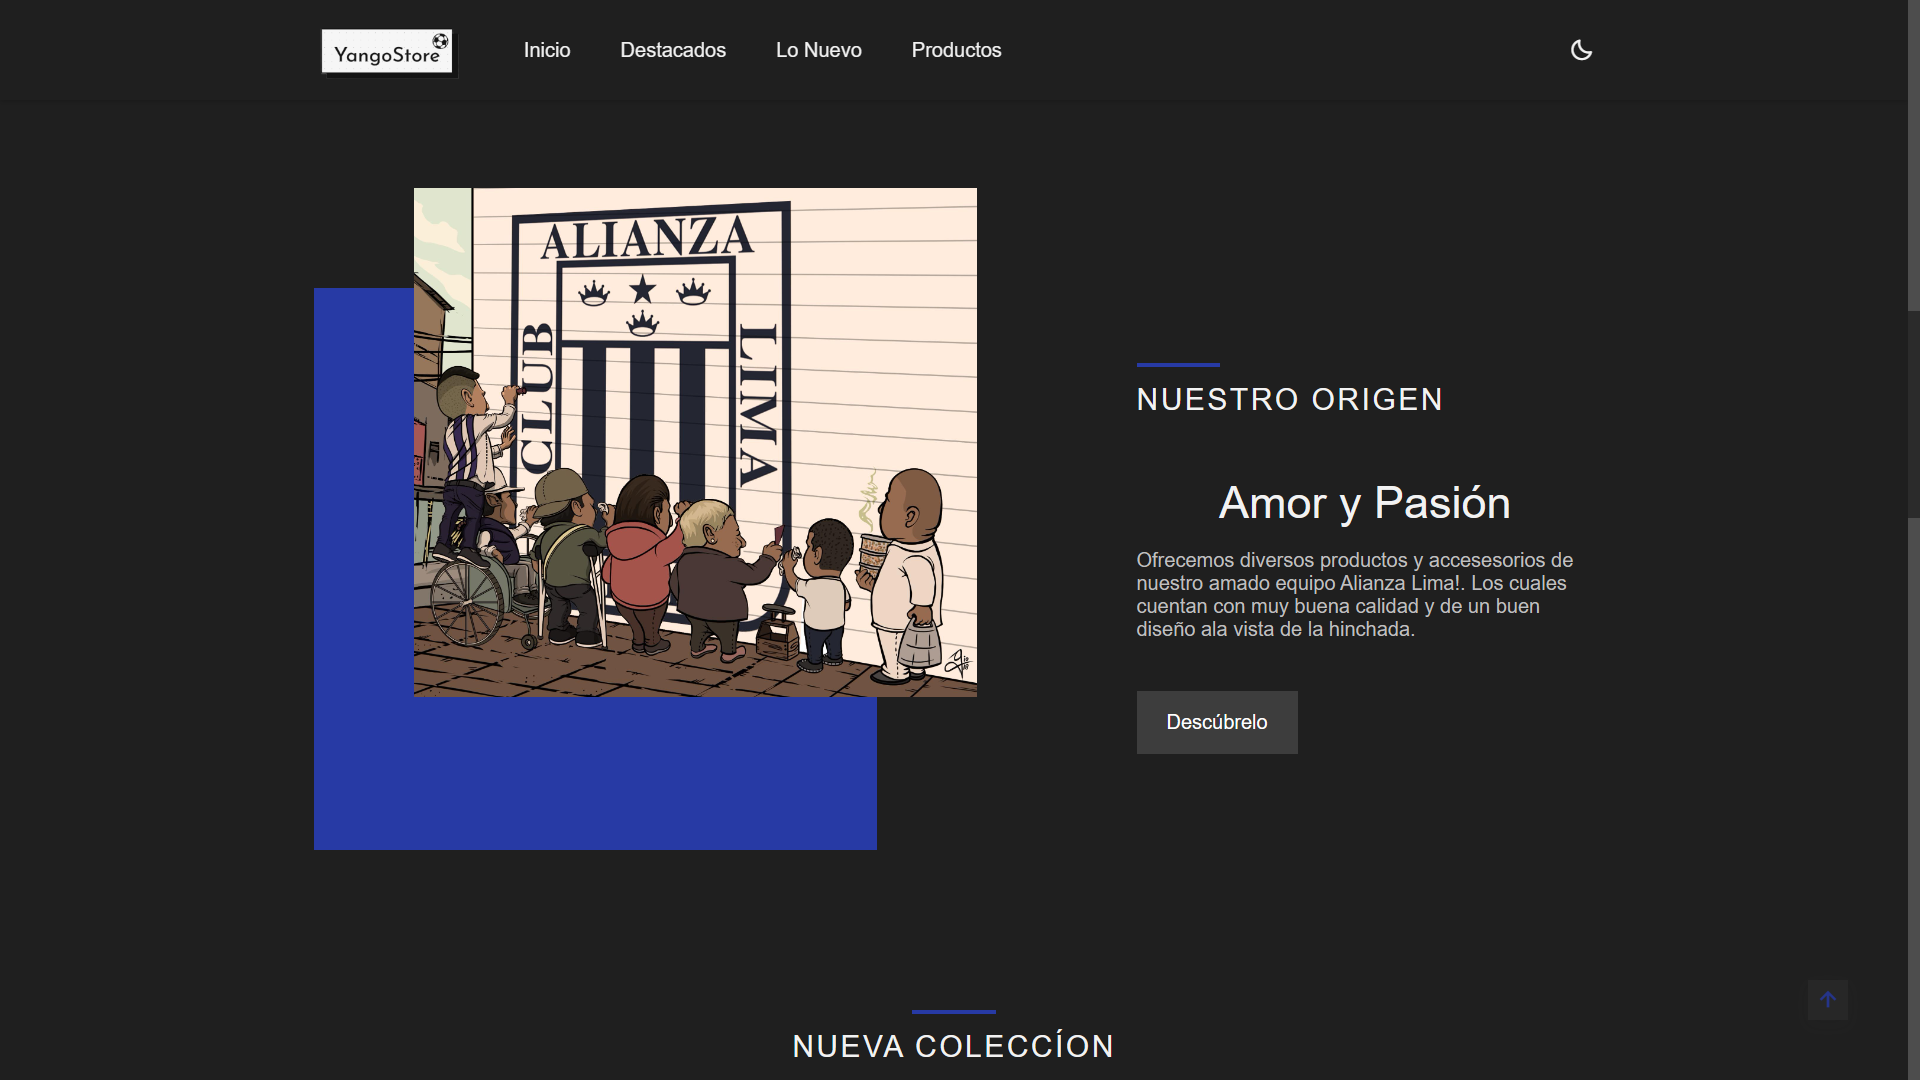 YangoStore
Inicio
Destacados
Lo Nuevo
Productos
ALIANZA
CLUB
LIMA
NUESTRO ORIGEN
Amor y Pasión
Ofrecemos diversos productos y accesesorios de
nuestro amado equipo Alianza Lima!. Los cuales
cuentan con muy buena calidad y de un buen
diseño ala vista de la hinchada.
Descúbrelo
NUEVA COLECCÍON